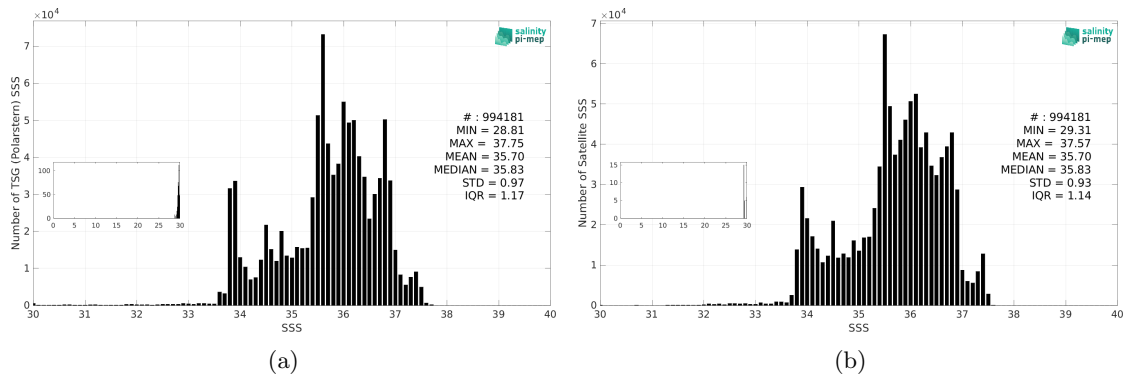 ×10⁴
7
6
5
4
3
2
1
0
Number of TSG (Polarstern) SSS
salinity
pi-mep
# : 994181
MIN = 28.81
MAX = 37.75
MEAN = 35.70
MEDIAN = 35.83
STD = 0.97
IQR = 1.17
100
50
0
0 5 10 15 20 25 30
30 31 32 33 34 35 36 37 38 39 40
SSS
(a)
×10⁴
7
6
5
4
3
2
1
0
Number of Satellite SSS
salinity
pi-mep
# : 994181
MIN = 29.31
MAX = 37.57
MEAN = 35.70
MEDIAN = 35.83
STD = 0.93
IQR = 1.14
15
10
5
0
0 5 10 15 20 25 30
30 31 32 33 34 35 36 37 38 39 40
SSS
(b)